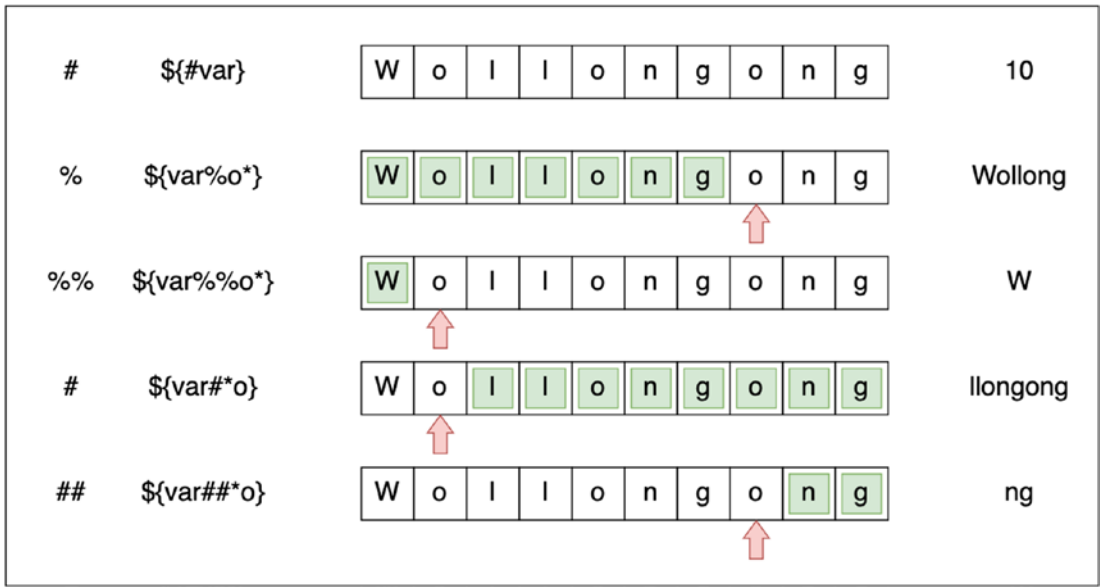 # ${#var} W o l l o n g o n g 10
% ${var%o*} W o l l o n g o n g Wollong
%% ${var%%o*} W o l l o n g o n g W
# ${var#*o} W o l l o n g o n g llongong
## ${var##*o} W o l l o n g o n g ng